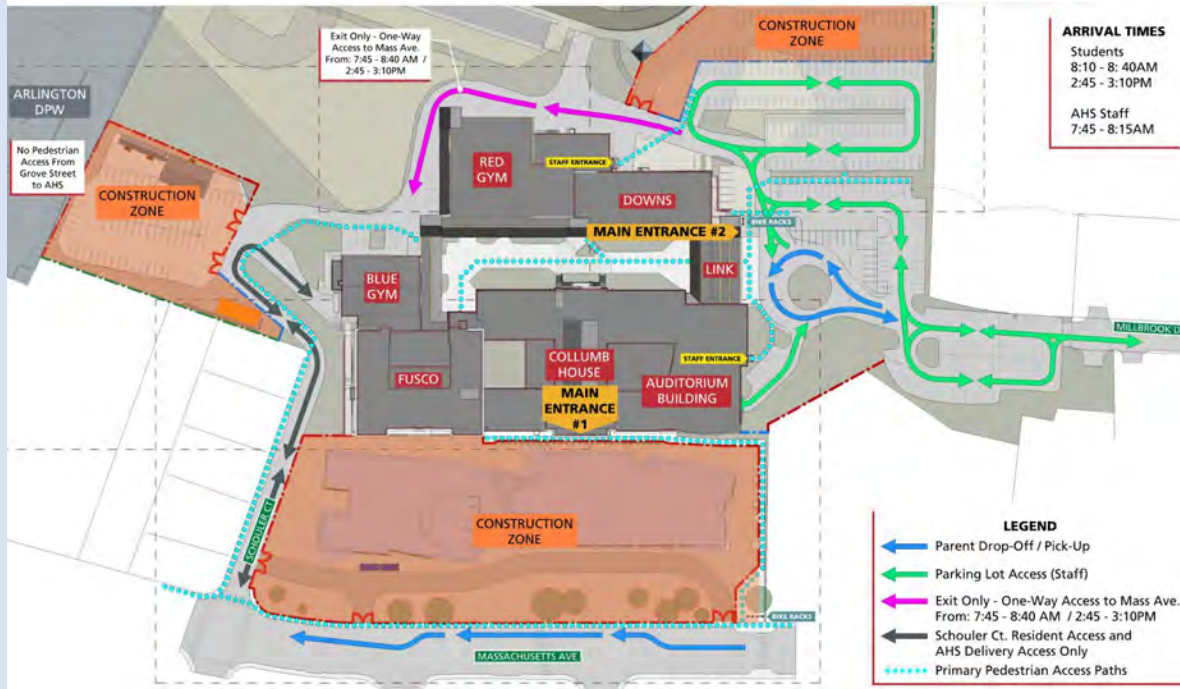 Exit Only - One-Way
Access to Mass Ave.
From: 7:45 - 8:40 AM /
2:45 - 3:10PM
CONSTRUCTION
ZONE
ARRIVAL TIMES
Students
8:10 - 8: 40AM
2:45 - 3:10PM
AHS Staff
7:45 - 8:15AM
ARLINGTON
DPW
No Pedestrian
Access From
Grove Street
to AHS
CONSTRUCTION
ZONE
RED
GYM
STAFF ENTRANCE
DOWNS
BIKE RACKS
MAIN ENTRANCE #2
LINK
BLUE
GYM
MILLBROOK D
FUSCO
COLLUMB
HOUSE
STAFF ENTRANCE
AUDITORIUM
BUILDING
MAIN
ENTRANCE
#1
CONSTRUCTION
ZONE
SCHOULER CT
BIKE RACKS
MASSACHUSETTS AVE
LEGEND
Parent Drop-Off / Pick-Up
Parking Lot Access (Staff)
Exit Only - One-Way Access to Mass Ave.
From: 7:45 - 8:40 AM / 2:45 - 3:10PM
Schouler Ct. Resident Access and
AHS Delivery Access Only
Primary Pedestrian Access Paths